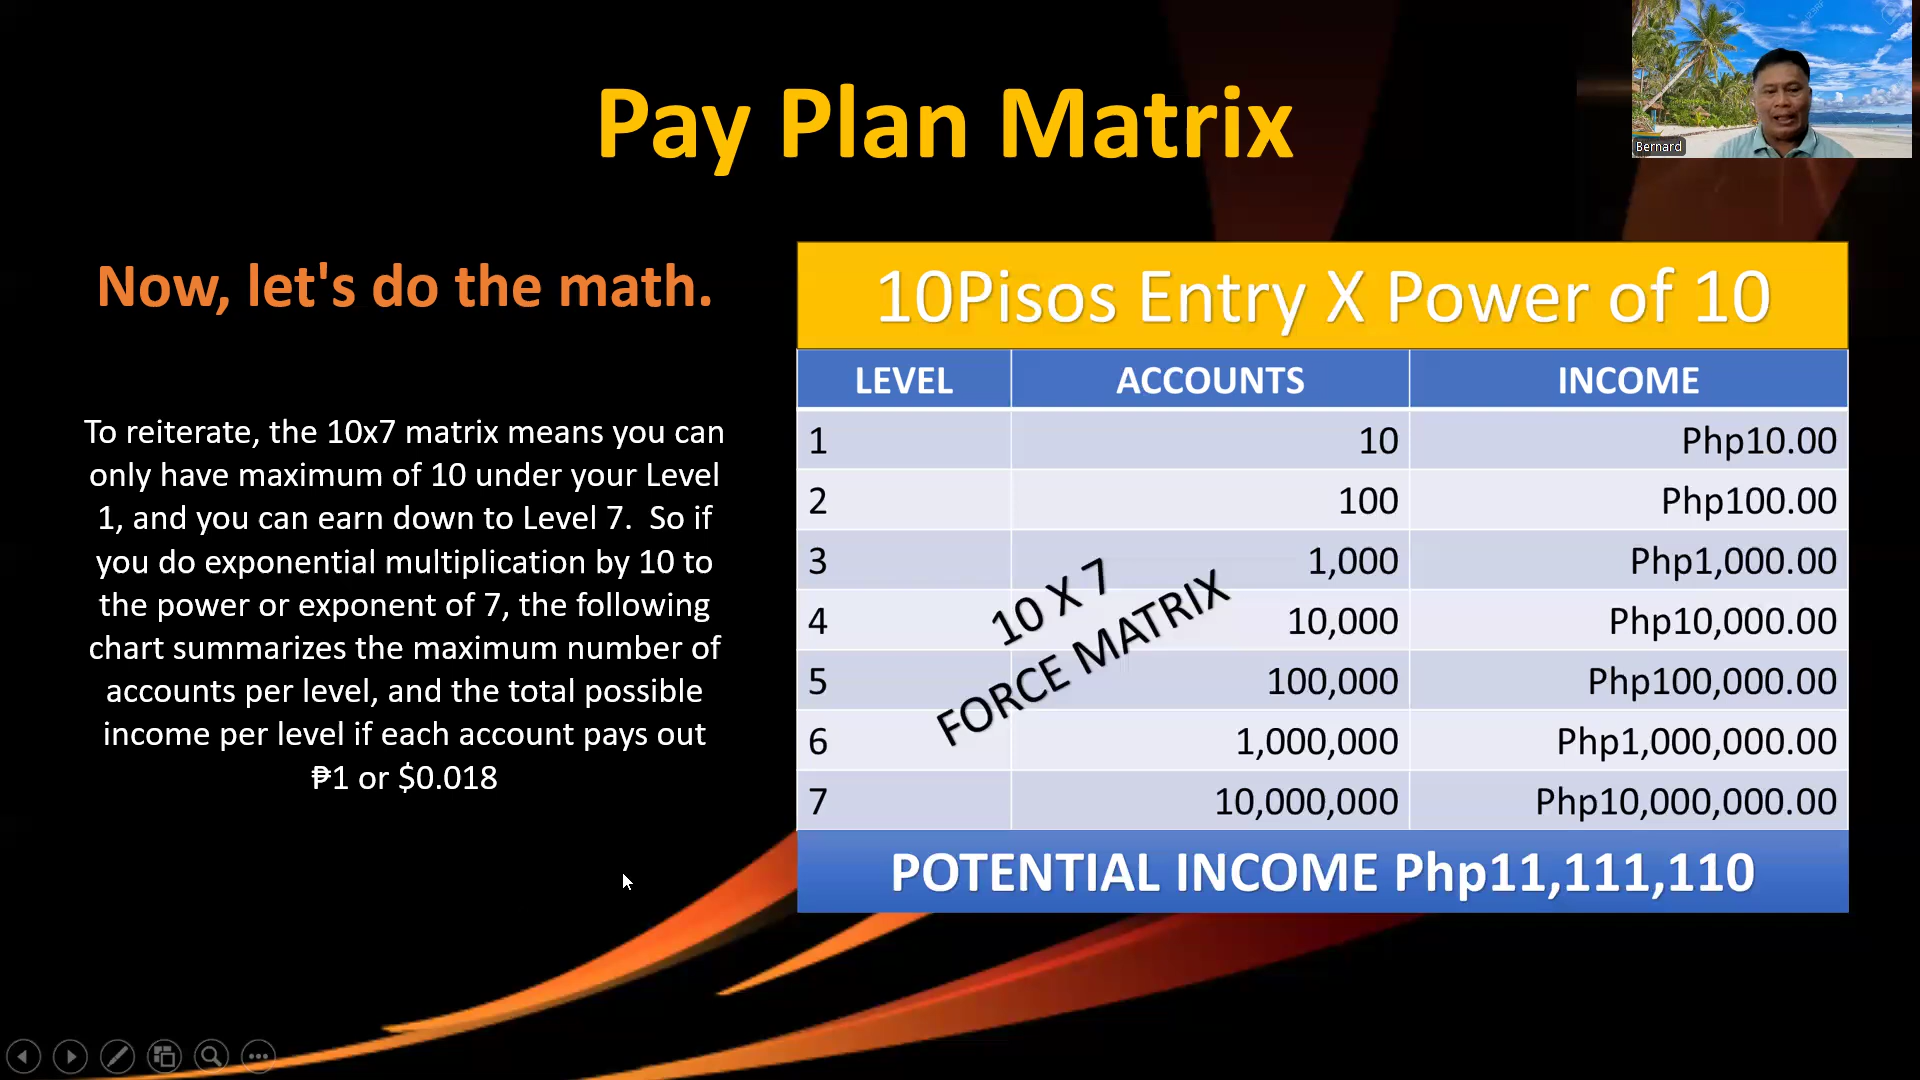 Pay Plan Matrix
Bernard
Now, let's do the math.
To reiterate, the 10x7 matrix means you can
only have maximum of 10 under your Level
1, and you can earn down to Level 7.  So if
you do exponential multiplication by 10 to
the power or exponent of 7, the following
chart summarizes the maximum number of
accounts per level, and the total possible
income per level if each account pays out
₱1 or $0.018
10Pisos Entry X Power of 10
LEVEL ACCOUNTS INCOME
1 10 Php10.00
2 100 Php100.00
3 1,000 Php1,000.00
4 10,000 Php10,000.00
5 100,000 Php100,000.00
6 1,000,000 Php1,000,000.00
7 10,000,000 Php10,000,000.00
10 X 7
FORCE MATRIX
POTENTIAL INCOME Php11,111,110